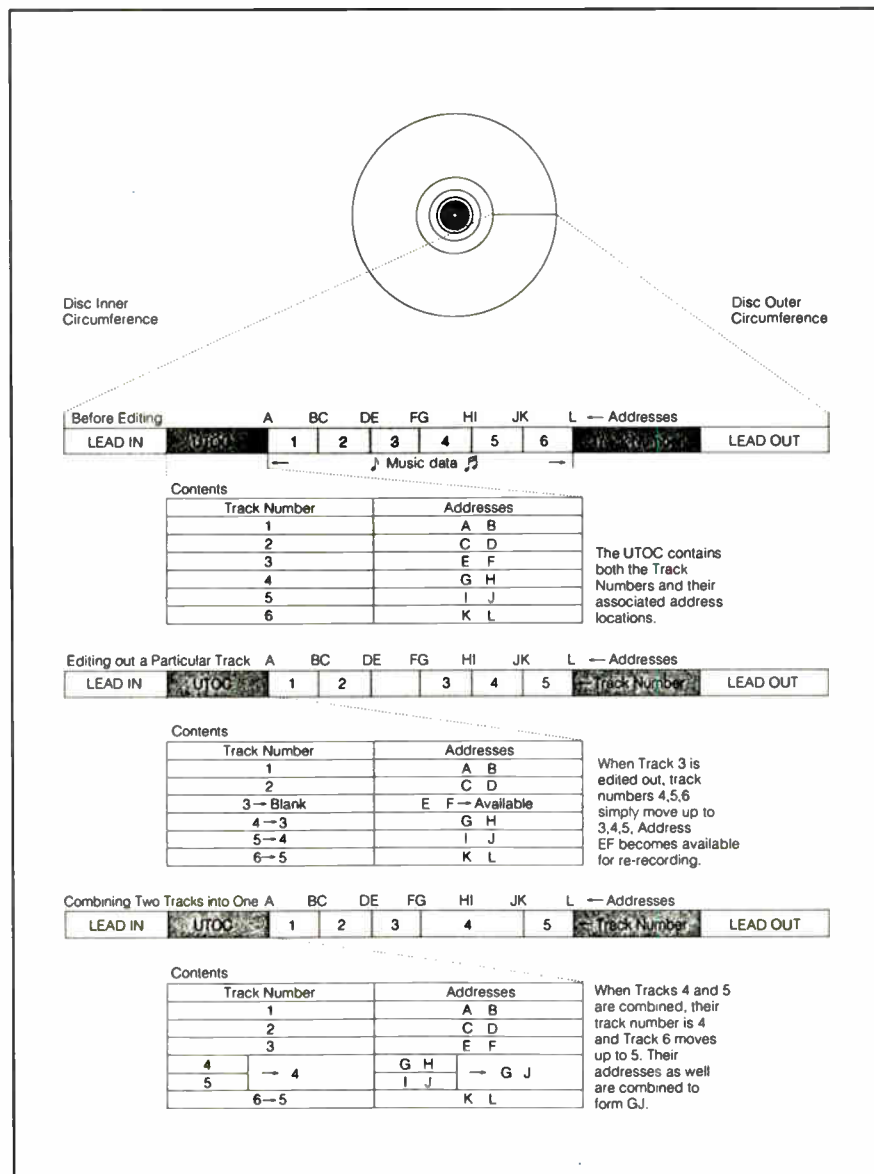 Disc Inner
Circumference
Disc Outer
Circumference
Before Editing A BC DE FG HI JK L ← Addresses
LEAD IN UTOC 1 2 3 4 5 6 LEAD OUT
← ♪ Music data ♫ →
Contents
Track Number Addresses
1 A B
2 C D
3 E F
4 G H
5 I J
6 K L
The UTOC contains
both the Track
Numbers and their
associated address
locations.
Editing out a Particular Track A BC DE FG HI JK L ← Addresses
LEAD IN UTOC 1 2 3 4 5 ← Track Number LEAD OUT
Contents
Track Number Addresses
1 A B
2 C D
3 → Blank E F → Available
4 → 3 G H
5 → 4 I J
6 → 5 K L
When Track 3 is
edited out, track
numbers 4,5,6
simply move up to
3,4,5, Address
EF becomes available
for re-recording.
Combining Two Tracks into One A BC DE FG HI JK L ← Addresses
LEAD IN UTOC 1 2 3 4 5 ← Track Number LEAD OUT
Contents
Track Number Addresses
1 A B
2 C D
3 E F
4 G H
→ 4 → G J
5 I J
6 → 5 K L
When Tracks 4 and 5
are combined, their
track number is 4
and Track 6 moves
up to 5. Their
addresses as well
are combined to
form GJ.